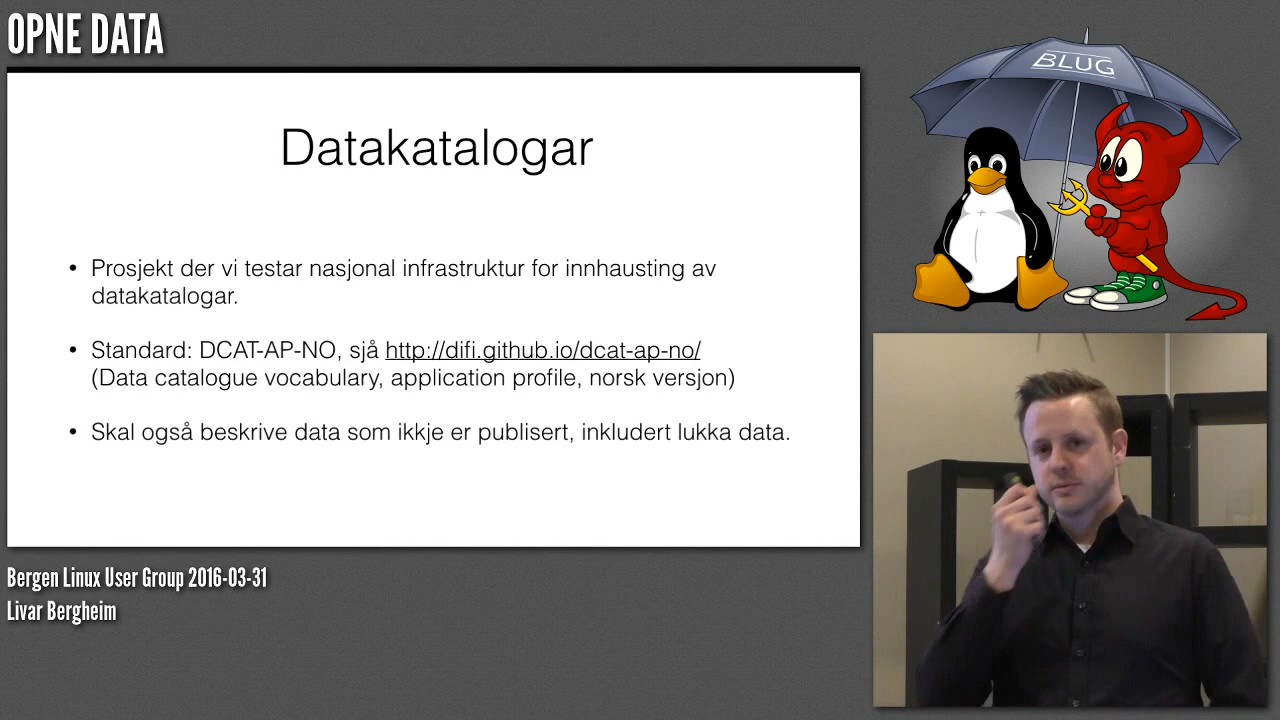 OPNE DATA
BLUG
Datakatalogar
• Prosjekt der vi testar nasjonal infrastruktur for innhausting av
datakatalogar.
• Standard: DCAT-AP-NO, sjå http://difi.github.io/dcat-ap-no/
(Data catalogue vocabulary, application profile, norsk versjon)
• Skal også beskrive data som ikkje er publisert, inkludert lukka data.
Bergen Linux User Group 2016-03-31
Livar Bergheim